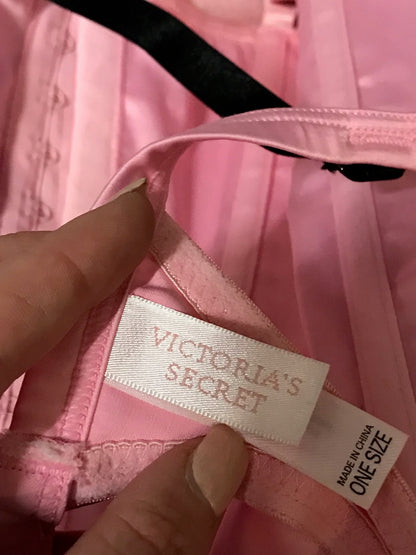 VICTORIA'S
SECRET
MADE IN CHINA
ONE SIZE